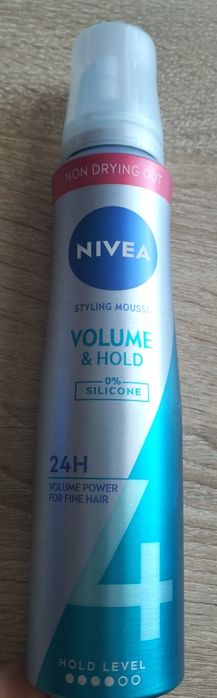 NON DRYING OUT
NIVEA
STYLING MOUSSE
VOLUME
& HOLD
0%
SILICONE
24H
VOLUME POWER
FOR FINE HAIR
4
HOLD LEVEL